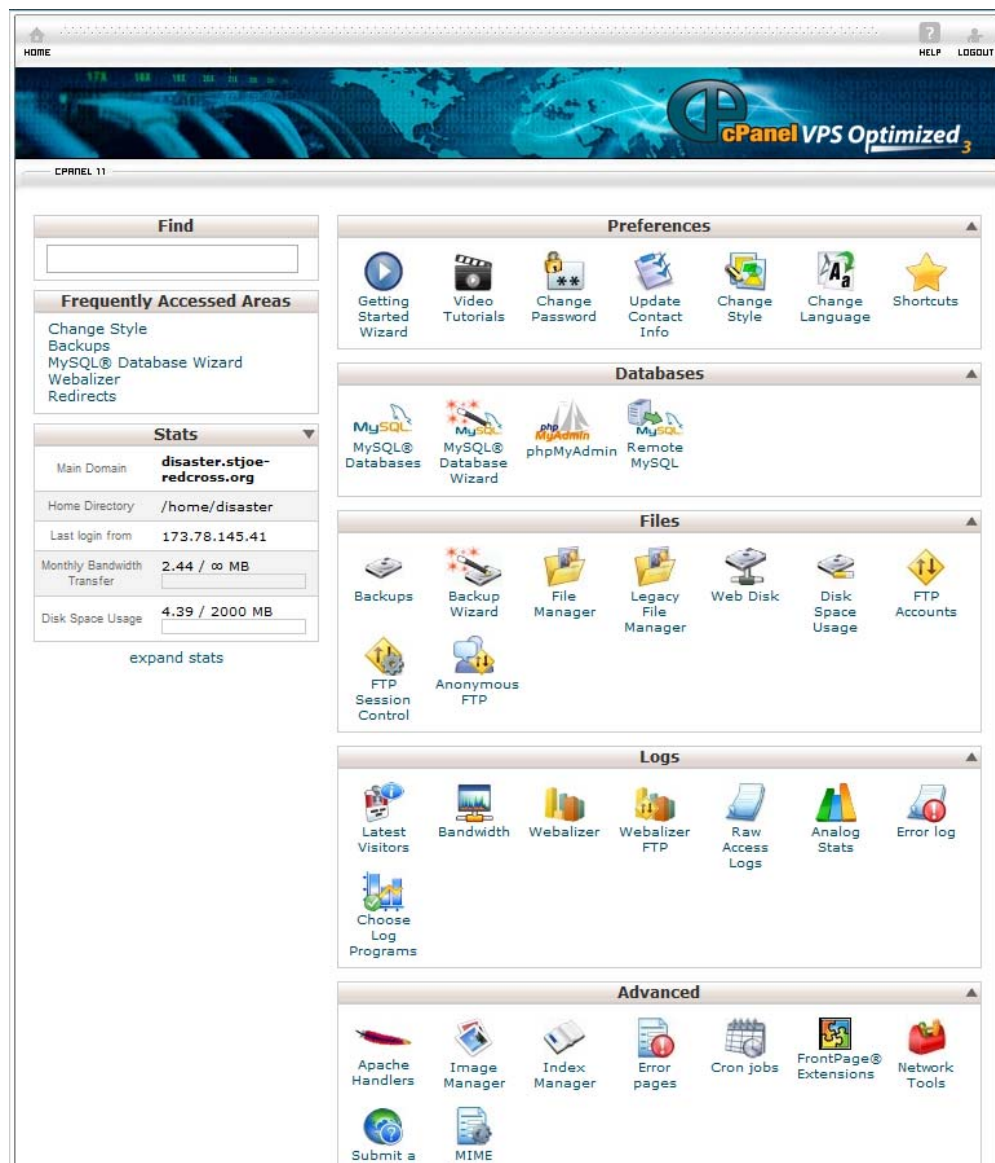 HOME
HELP
LOGOUT
cPanel VPS Optimized 3
CPANEL 11
Find
Frequently Accessed Areas
Change Style
Backups
MySQL® Database Wizard
Webalizer
Redirects
Stats
Main Domain
disaster.stjoe-
redcross.org
Home Directory
/home/disaster
Last login from
173.78.145.41
Monthly Bandwidth
Transfer
2.44 / ∞ MB
Disk Space Usage
4.39 / 2000 MB
expand stats
Preferences
Getting
Started
Wizard
Video
Tutorials
Change
Password
Update
Contact
Info
Change
Style
Change
Language
Shortcuts
Databases
MySQL
MySQL®
Databases
MySQL
MySQL®
Database
Wizard
php
MyAdmin
phpMyAdmin
MySQL
Remote
MySQL
Files
Backups
Backup
Wizard
File
Manager
Legacy
File
Manager
Web Disk
Disk
Space
Usage
FTP
Accounts
FTP
Session
Control
Anonymous
FTP
Logs
Latest
Visitors
Bandwidth
Webalizer
Webalizer
FTP
Raw
Access
Logs
Analog
Stats
Error log
Choose
Log
Programs
Advanced
Apache
Handlers
Image
Manager
Index
Manager
Error
pages
Cron jobs
FrontPage®
Extensions
Network
Tools
Submit a
MIME